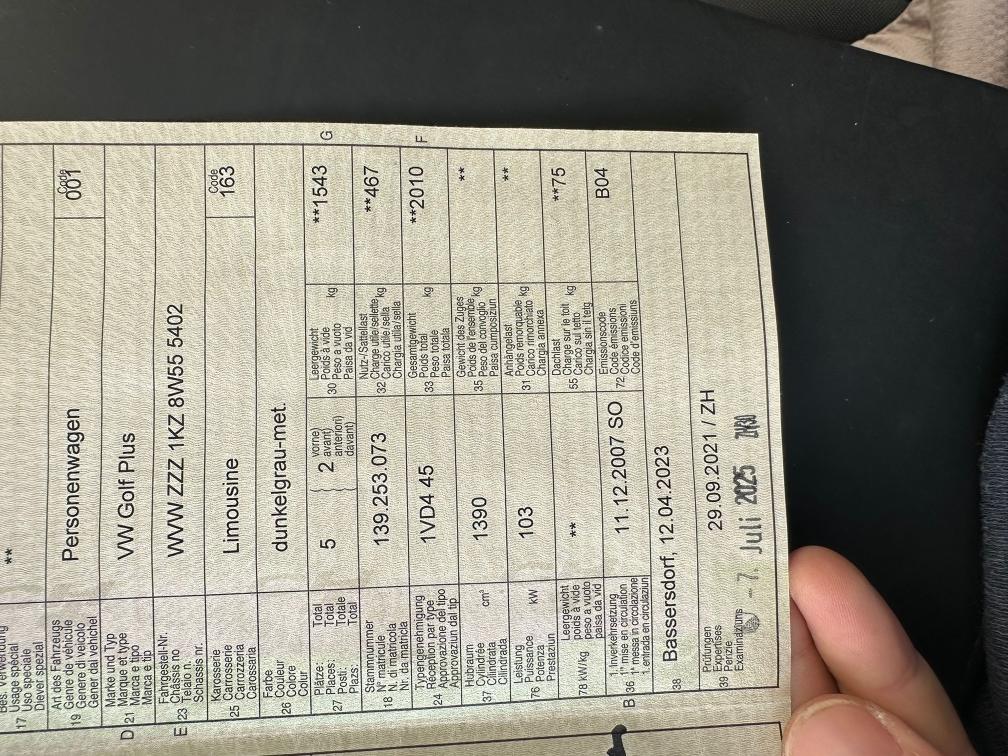 Bes. Verwendung
Usage spécial
17 Uso speciale
Diever spezial
**
Art des Fahrzeugs
Genre de véhicule
19 Genere di veicolo
Gener dal vehichel
Personenwagen
Code
001
Marke und Typ
D 21 Marque et type
Marca e tipo
Marca e tip
VW Golf Plus
Fahrgestell-Nr.
E 23 Châssis no
Telaio n.
Schassis nr.
WVW ZZZ 1KZ 8W55 5402
Karosserie
25 Carrosserie
Carrozzeria
Carossaria
Limousine
Code
163
Farbe
26 Couleur
Colore
Colur
dunkelgrau-met.
Plätze: Total
27 Places: Total
Posti: Totale
Plazs: Total
5
2
vorne)
avant)
anteriori)
davant)
Leergewicht
30 Poids à vide kg
Peso a vuoto
Paisa da vid
**1543
G
Stammnummer
18 N° matricule
N. di matricola
Nr. da matricla
139.253.073
Nutz-/Sattellast
32 Charge utile/sellette kg
Carico utile/sella
Chargia utila/sella
**467
Typengenehmigung
24 Réception par type
Approvazione del tipo
Approvaziun dal tip
1VD4 45
Gesamtgewicht
33 Poids total kg
Peso totale
Paisa totala
**2010
F
Hubraum
37 Cylindrée cm³
Cilindrata
Cilindrada
1390
Gewicht des Zuges
35 Poids de l'ensemble kg
Peso del convoglio
Paisa cumposiziun
**
Leistung
76 Puissance kW
Potenza
Prestaziun
103
Anhängelast
31 Poids remorquable kg
Carico rimorchiato
Chargia annexa
**
Leergewicht
78 kW/kg poids à vide
peso a vuoto
paisa da vid
**
Dachlast
55 Charge sur le toit kg
Carico sul tetto
Chargia sin il tetg
**75
1. Inverkehrsetzung
B 36 1re mise en circulation
1a messa in circolazione
1. entrada en circulaziun
11.12.2007 SO
Emissionscode
72 Code émissions
Codice emissioni
Code d'emissiuns
B04
38
Bassersdorf, 12.04.2023
Prüfungen
39 Expertises
Perizie
Examinaziuns
29.09.2021 / ZH
- 7. Juli 2025 ZH30